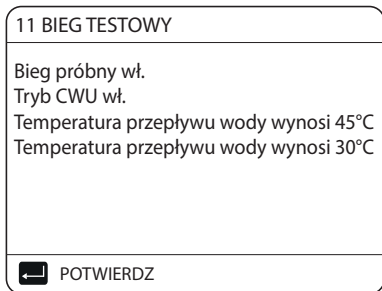 11 BIEG TESTOWY
Bieg próbny wł.
Tryb CWU wł.
Temperatura przepływu wody wynosi 45°C
Temperatura przepływu wody wynosi 30°C
POTWIERDZ